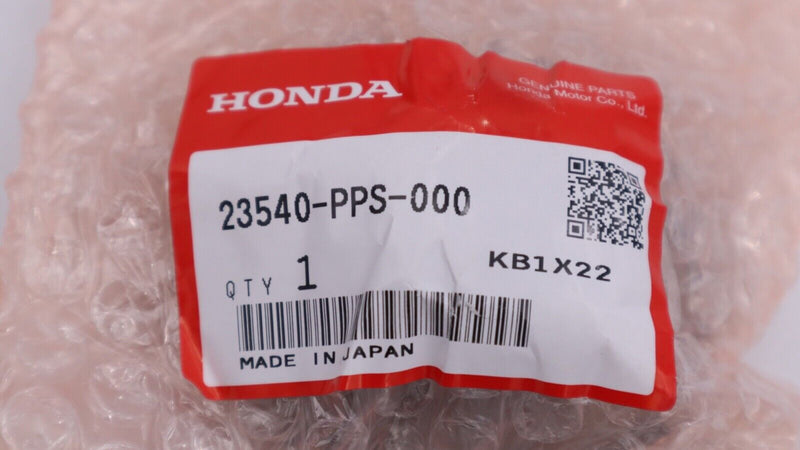 HONDA
GENUINE PARTS
Honda Motor Co., Ltd.
23540-PPS-000
KB1X22
QTY 1
MADE IN JAPAN